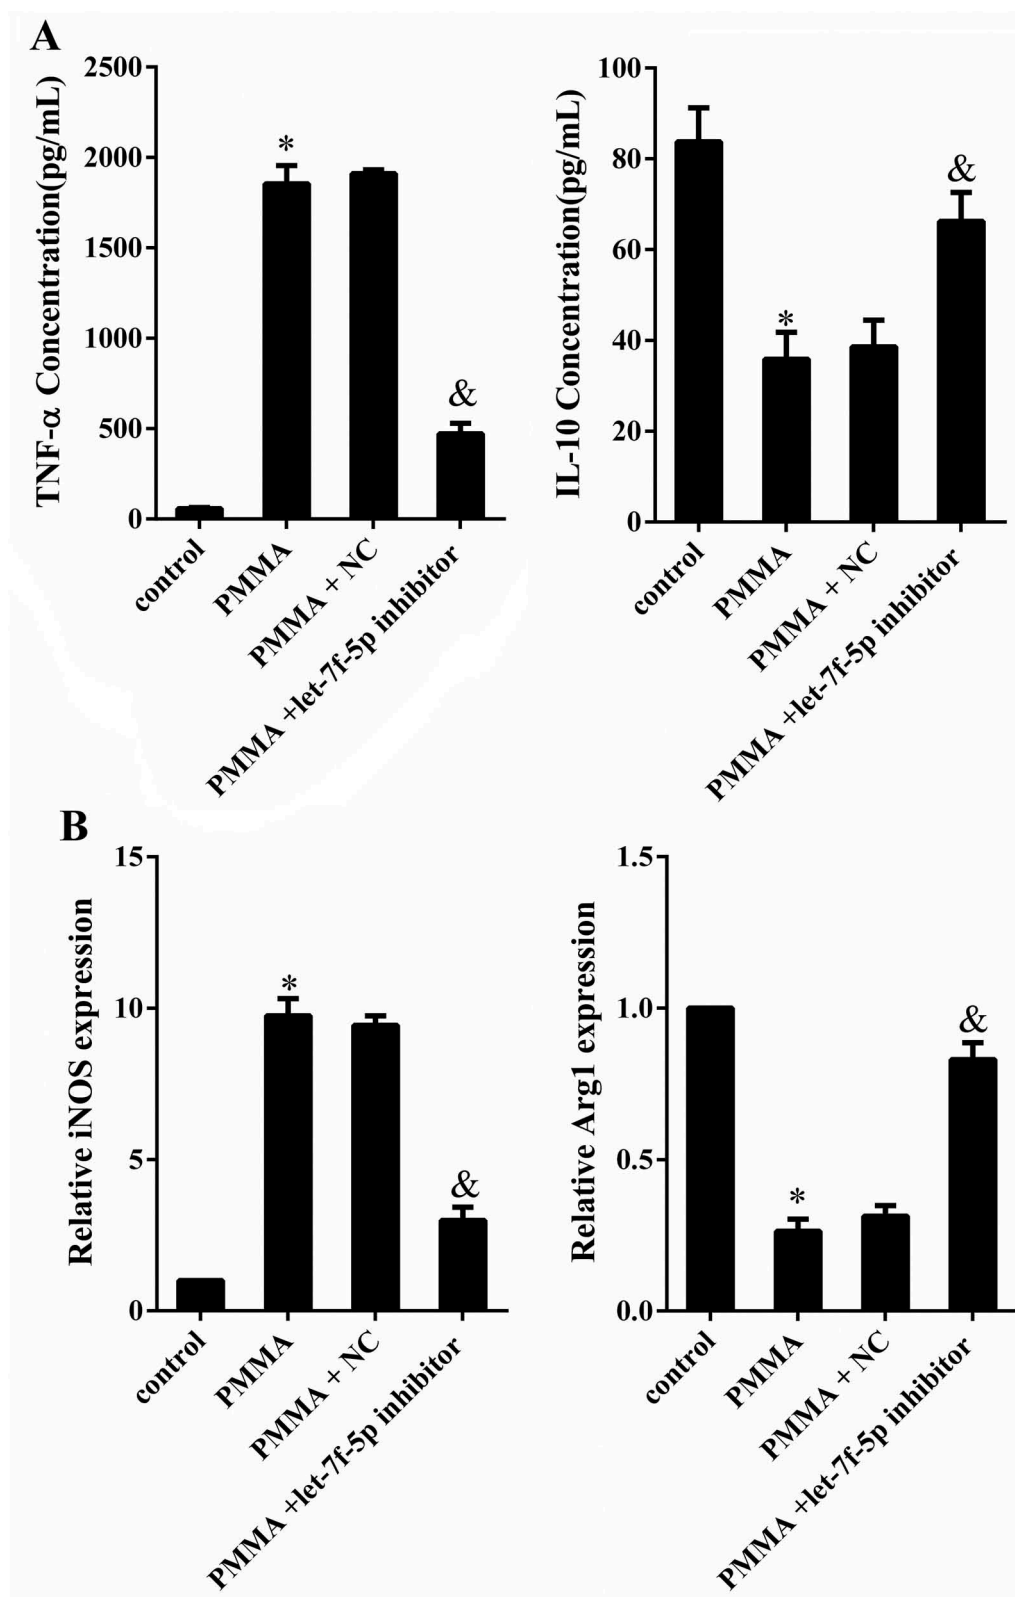 A
TNF-α Concentration(pg/mL)
2500
2000
1500
1000
500
0
*
&
control
PMMA
PMMA + NC
PMMA +let-7f-5p inhibitor
IL-10 Concentration(pg/mL)
100
80
60
40
20
0
*
&
control
PMMA
PMMA + NC
PMMA +let-7f-5p inhibitor
B
Relative iNOS expression
15
10
5
0
*
&
control
PMMA
PMMA + NC
PMMA +let-7f-5p inhibitor
Relative Arg1 expression
1.5
1.0
0.5
0.0
*
&
control
PMMA
PMMA + NC
PMMA +let-7f-5p inhibitor